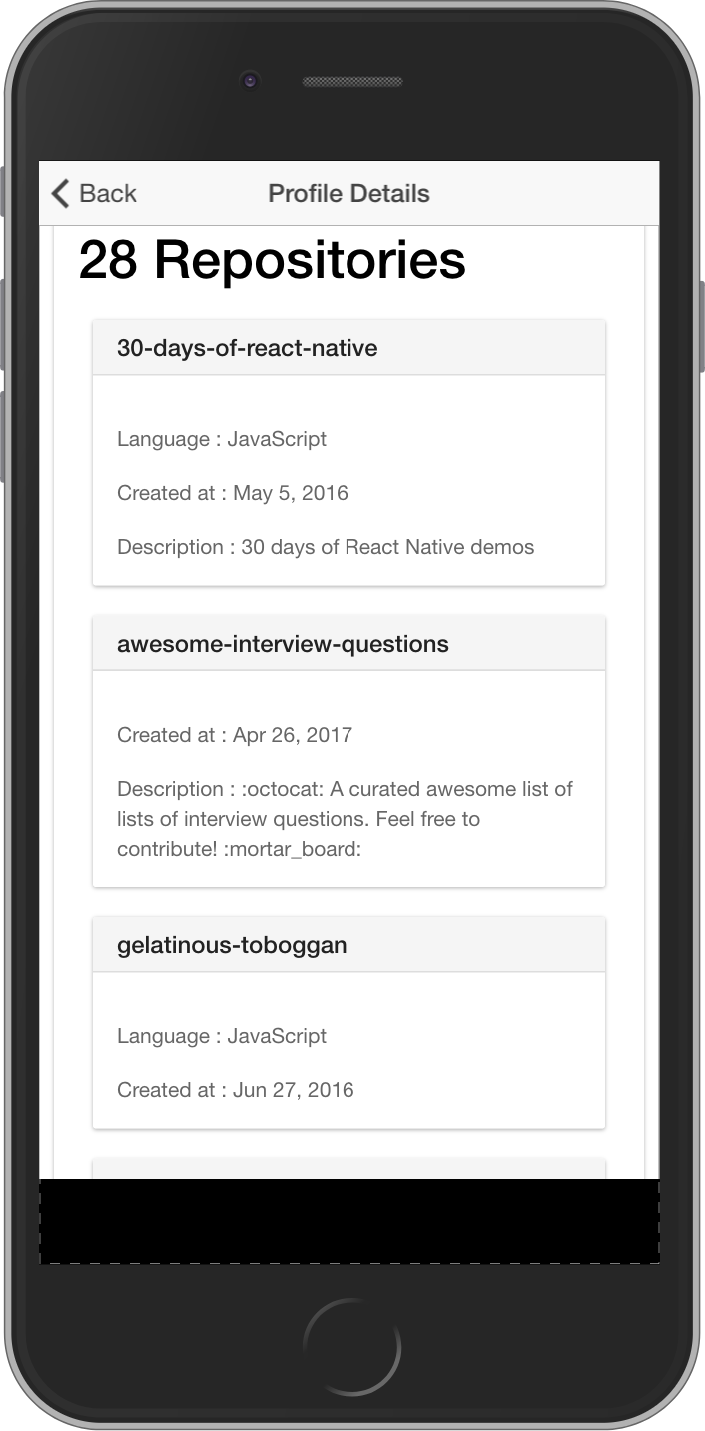 Back
Profile Details
28 Repositories
30-days-of-react-native
Language : JavaScript
Created at : May 5, 2016
Description : 30 days of React Native demos
awesome-interview-questions
Created at : Apr 26, 2017
Description : :octocat: A curated awesome list of
lists of interview questions. Feel free to
contribute! :mortar_board:
gelatinous-toboggan
Language : JavaScript
Created at : Jun 27, 2016